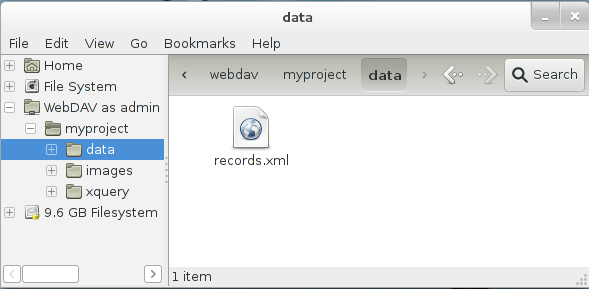 data
File Edit View Go Bookmarks Help
Home
File System
WebDAV as admin
myproject
data
images
xquery
9.6 GB Filesystem
webdav myproject data Search
records.xml
1 item